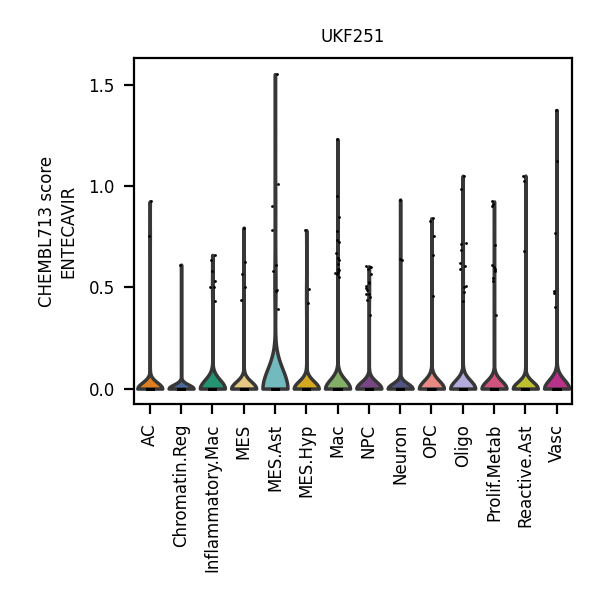 UKF251
CHEMBL713 score
ENTECAVIR
1.5
1.0
0.5
0.0
AC
Chromatin.Reg
Inflammatory.Mac
MES
MES.Ast
MES.Hyp
Mac
NPC
Neuron
OPC
Oligo
Prolif.Metab
Reactive.Ast
Vasc